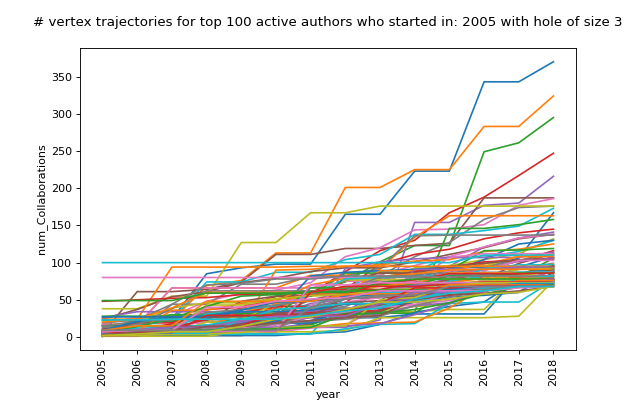 # vertex trajectories for top 100 active authors who started in: 2005 with hole of size 3
num_Collaborations
350
300
250
200
150
100
50
0
2005 2006 2007 2008 2009 2010 2011 2012 2013 2014 2015 2016 2017 2018
year